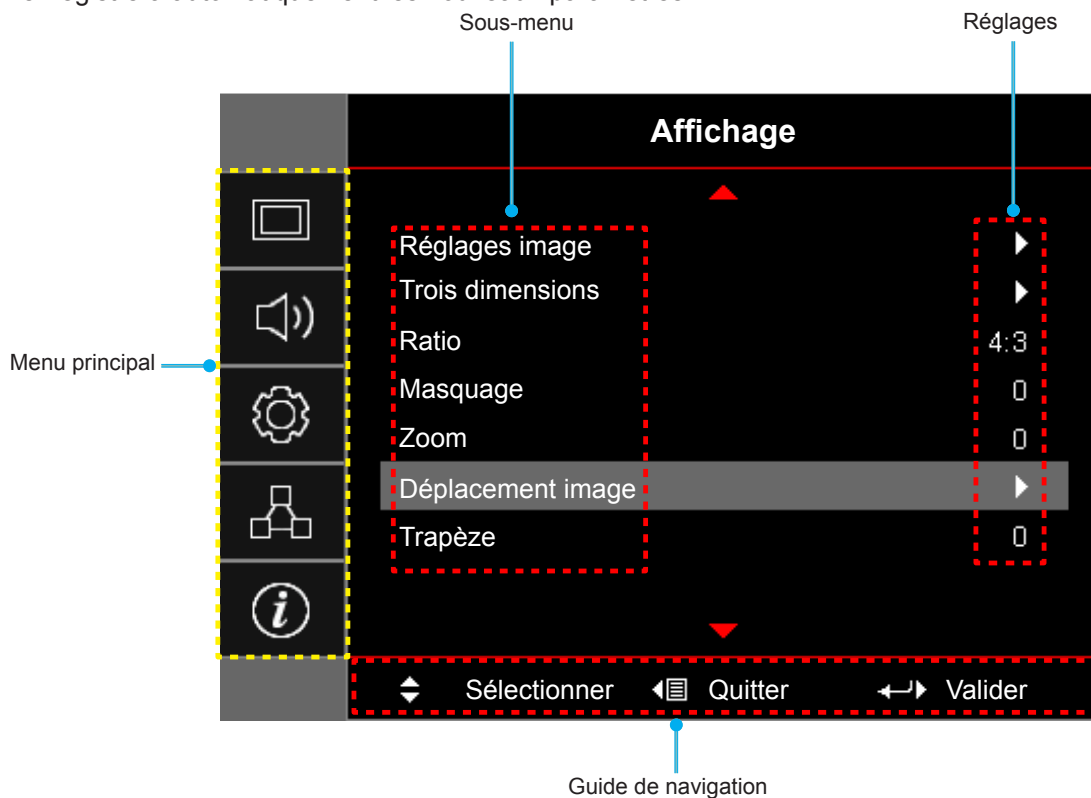 Sous-menu
Réglages
Affichage
Réglages image
Trois dimensions
Ratio 4:3
Masquage 0
Zoom 0
Déplacement image
Trapèze 0
Menu principal
i
Sélectionner Quitter Valider
Guide de navigation